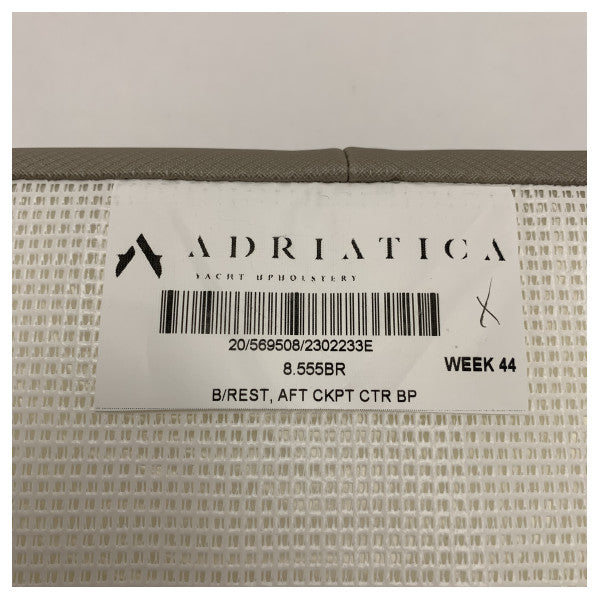 ADRIATICA
YACHT UPHOLSTERY
20/569508/2302233E
8.555BR
WEEK 44
B/REST, AFT CKPT CTR BP